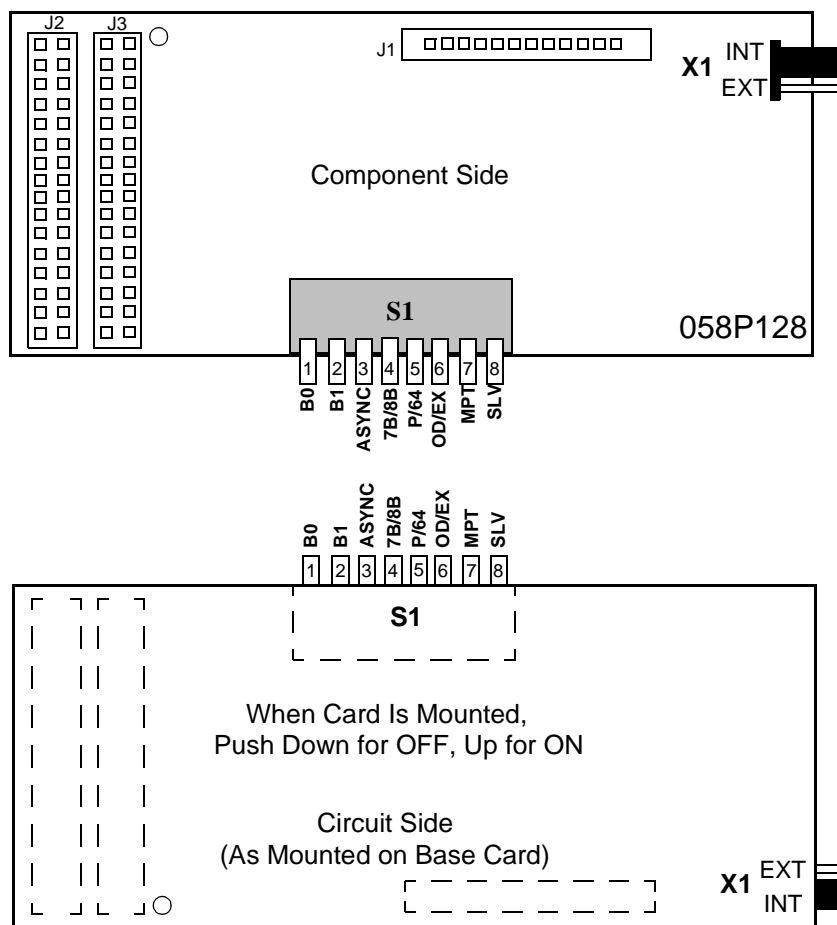 J2
J3
J1
X1
INT
EXT
Component Side
S1
058P128
1 2 3 4 5 6 7 8
B0
B1
ASYNC
7B/8B
P/64
OD/EX
MPT
SLV
B0
B1
ASYNC
7B/8B
P/64
OD/EX
MPT
SLV
1 2 3 4 5 6 7 8
S1
When Card Is Mounted,
Push Down for OFF, Up for ON
Circuit Side
(As Mounted on Base Card)
X1
EXT
INT